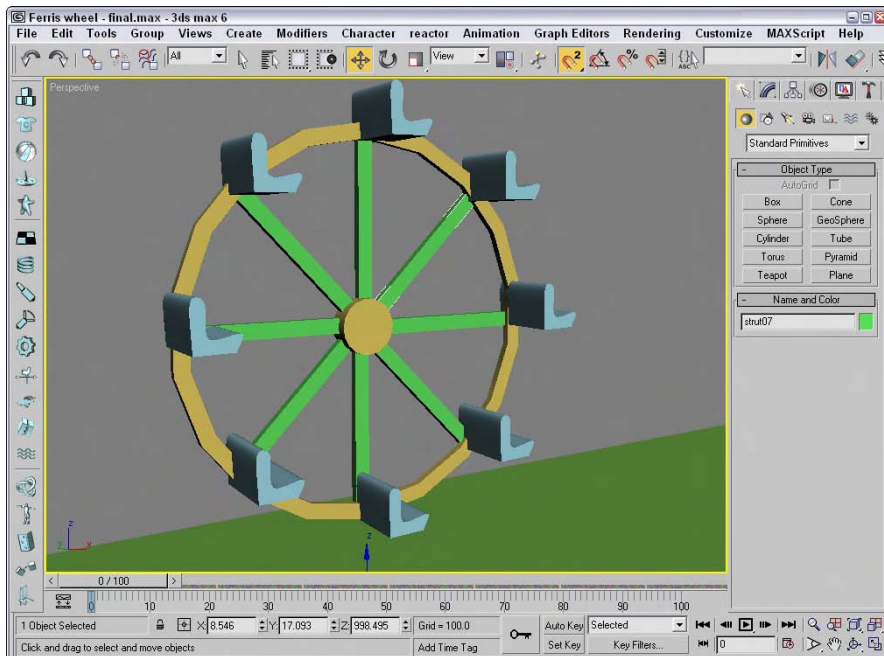 Ferris wheel - final.max - 3ds max 6
File Edit Tools Group Views Create Modifiers Character reactor Animation Graph Editors Rendering Customize MAXScript Help
All
View
2
{}
ABC
Perspective
Standard Primitives
- Object Type
AutoGrid
Box Cone
Sphere GeoSphere
Cylinder Tube
Torus Pyramid
Teapot Plane
- Name and Color
strut07
z
y x
z
< 0 / 100 >
0 10 20 30 40 50 60 70 80 90 100
1 Object Selected X: 8.546 Y: 17.093 Z: 998.495 Grid = 100.0 Auto Key Selected
Click and drag to select and move objects Add Time Tag Set Key Key Filters... 0